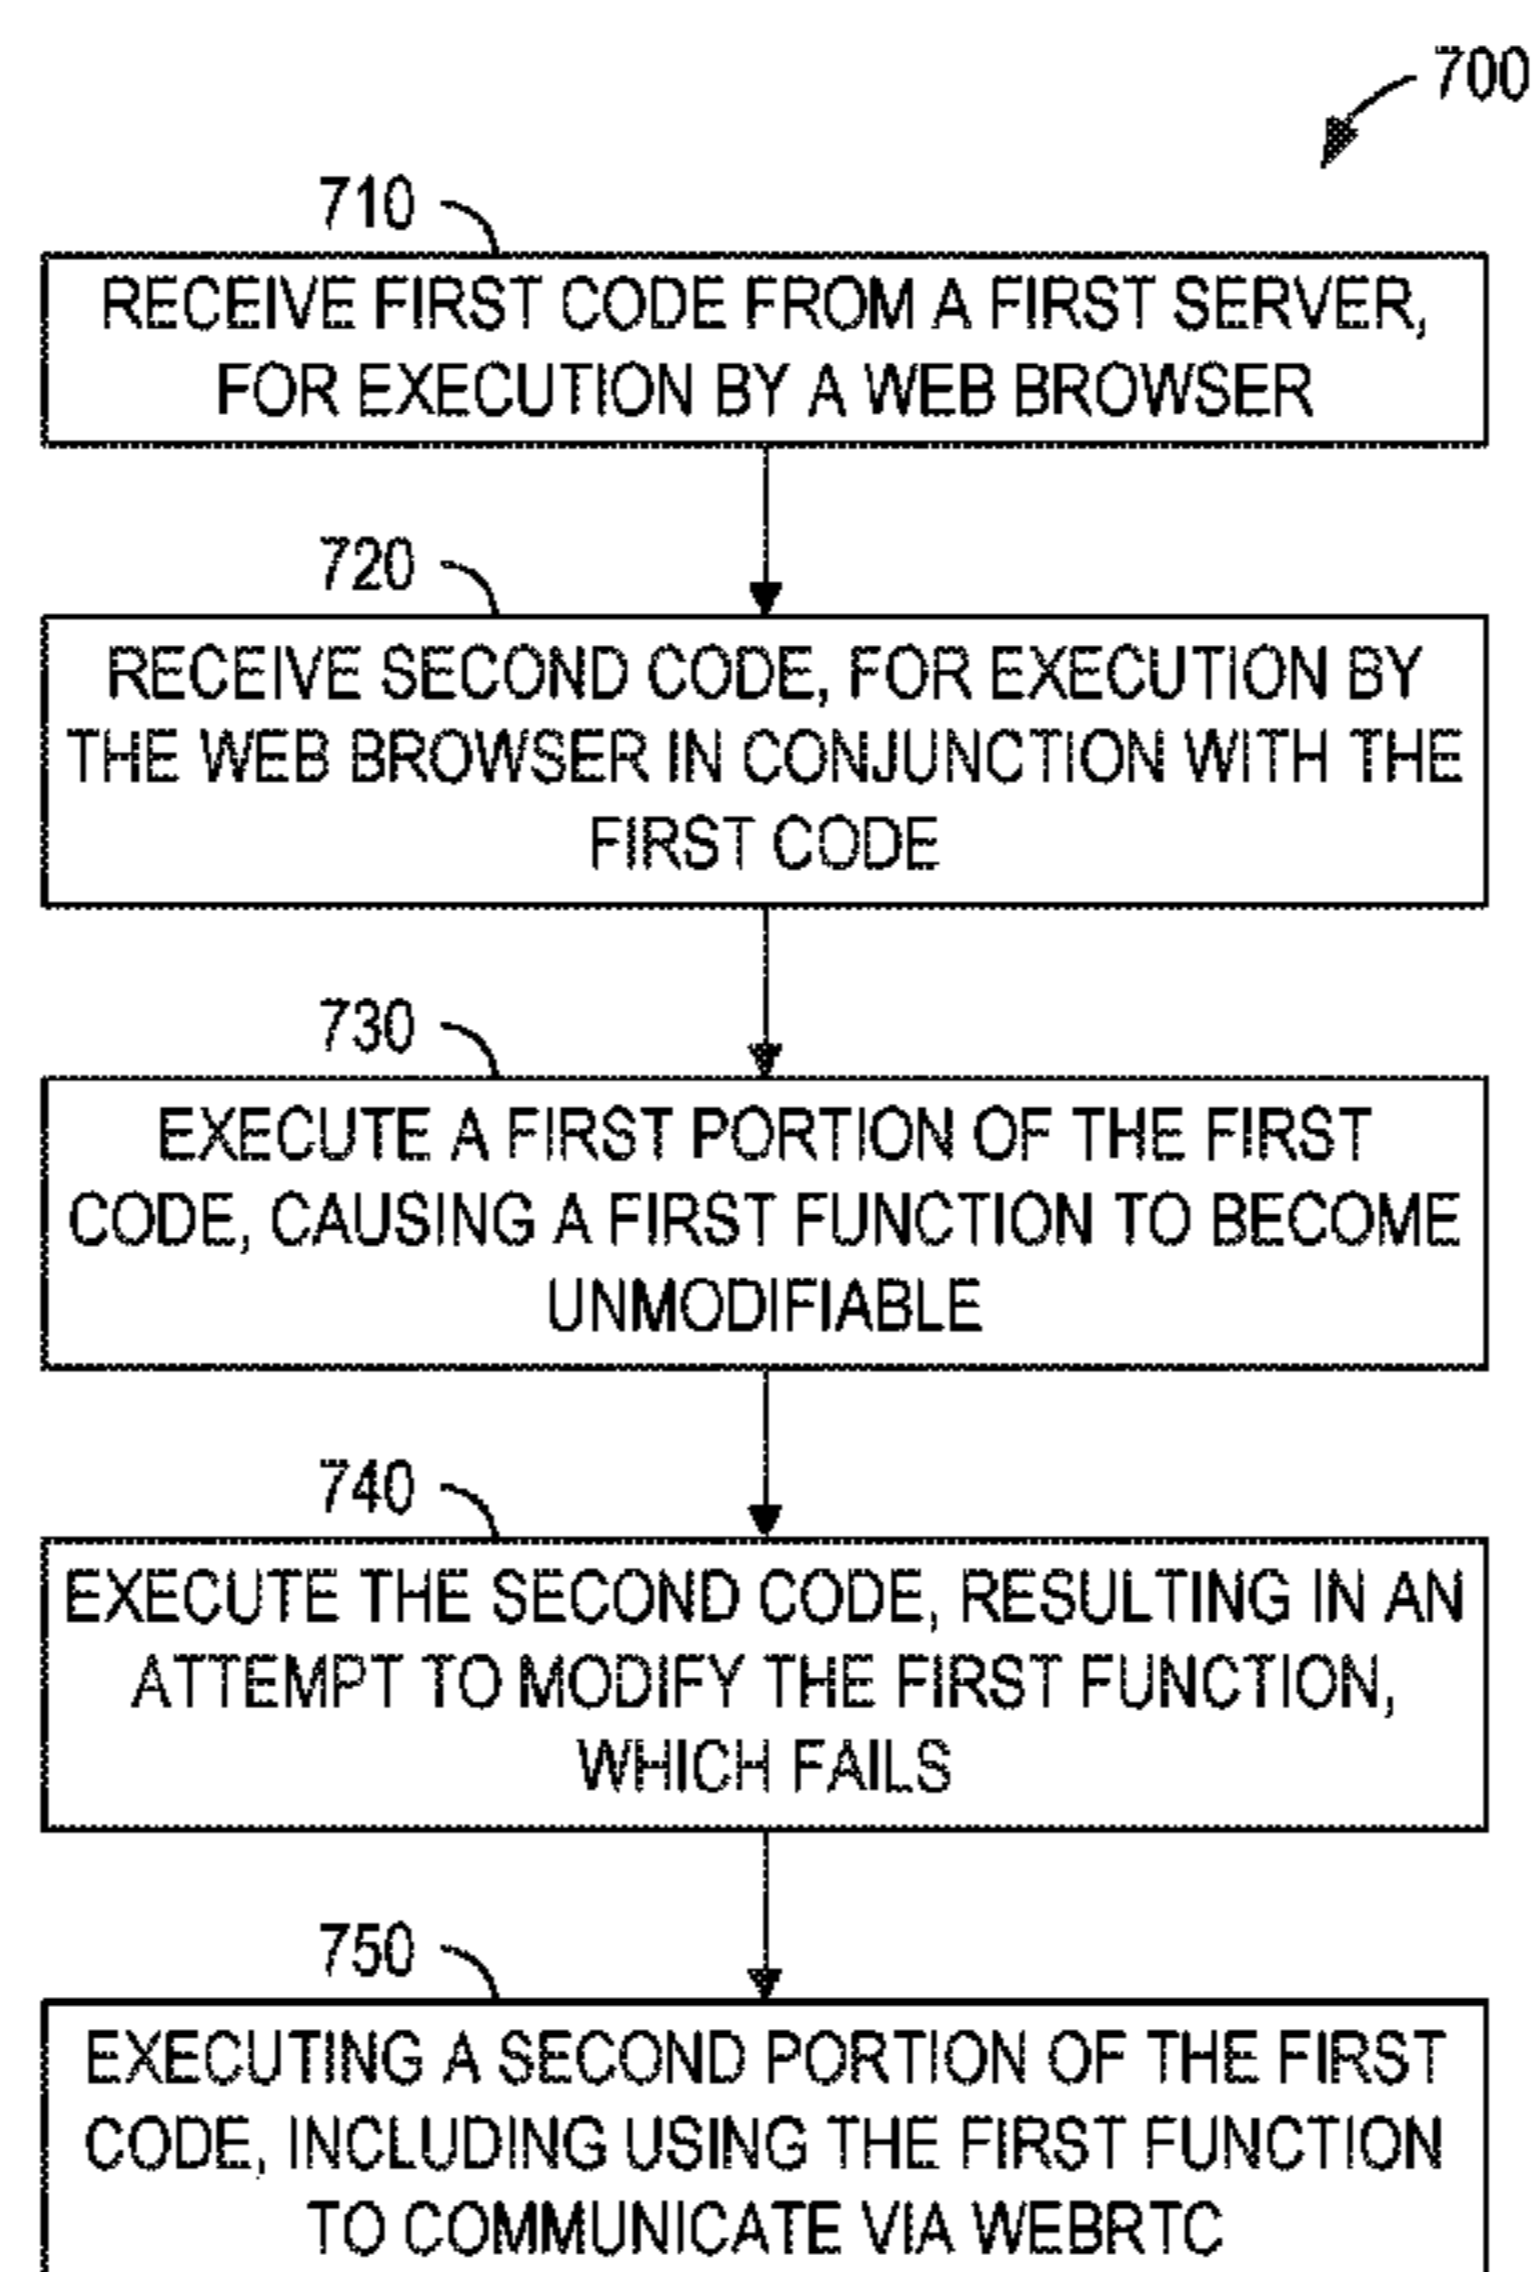 700
710
RECEIVE FIRST CODE FROM A FIRST SERVER,
FOR EXECUTION BY A WEB BROWSER
720
RECEIVE SECOND CODE, FOR EXECUTION BY
THE WEB BROWSER IN CONJUNCTION WITH THE
FIRST CODE
730
EXECUTE A FIRST PORTION OF THE FIRST
CODE, CAUSING A FIRST FUNCTION TO BECOME
UNMODIFIABLE
740
EXECUTE THE SECOND CODE, RESULTING IN AN
ATTEMPT TO MODIFY THE FIRST FUNCTION,
WHICH FAILS
750
EXECUTING A SECOND PORTION OF THE FIRST
CODE, INCLUDING USING THE FIRST FUNCTION
TO COMMUNICATE VIA WEBRTC